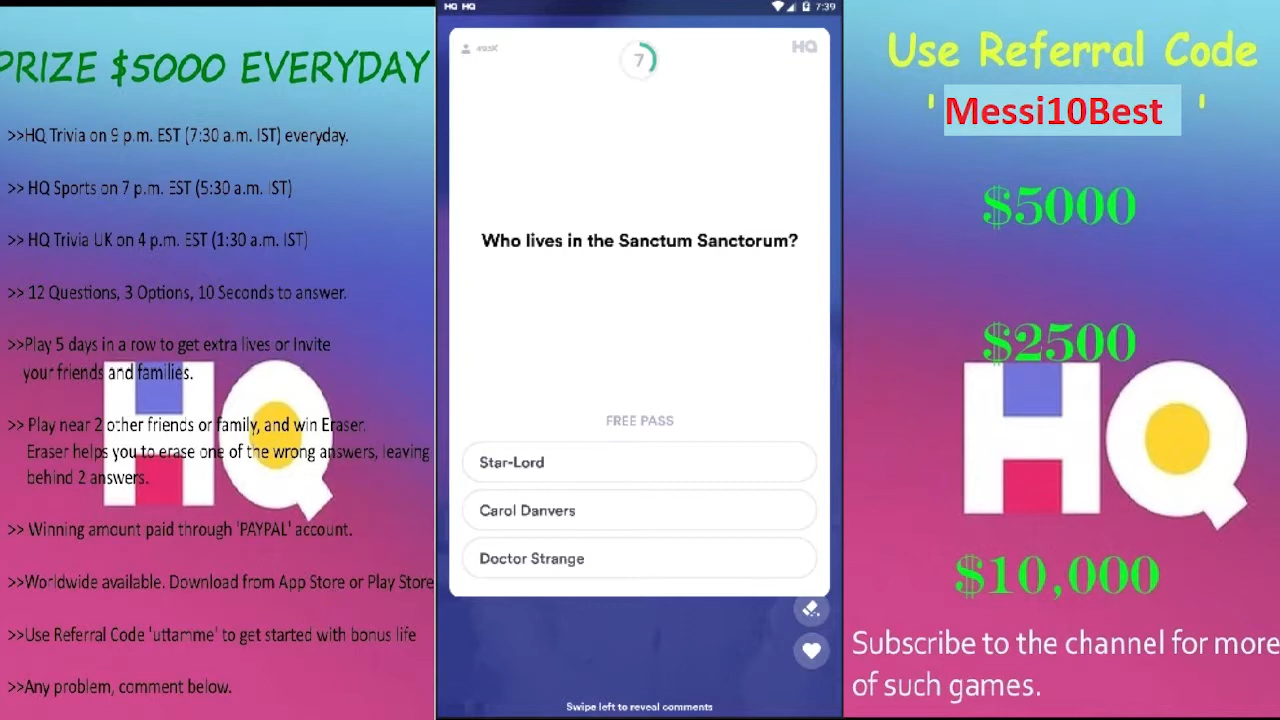 PRIZE $5000 EVERYDAY
>>HQ Trivia on 9 p.m. EST (7:30 a.m. IST) everyday.
>> HQ Sports on 7 p.m. EST (5:30 a.m. IST)
>> HQ Trivia UK on 4 p.m. EST (1:30 a.m. IST)
>> 12 Questions, 3 Options, 10 Seconds to answer.
>>Play 5 days in a row to get extra lives or Invite
your friends and families.
>> Play near 2 other friends or family, and win Eraser.
Eraser helps you to erase one of the wrong answers, leaving
behind 2 answers.
>> Winning amount paid through 'PAYPAL' account.
>>Worldwide available. Download from App Store or Play Store
>>Use Referral Code 'uttamme' to get started with bonus life
>>Any problem, comment below.
HQ
HQ HQ
7:39
7
HQ
Who lives in the Sanctum Sanctorum?
FREE PASS
Star-Lord
Carol Danvers
Doctor Strange
Swipe left to reveal comments
Use Referral Code
' Messi10Best '
$5000
$2500
HQ
$10,000
Subscribe to the channel for more
of such games.